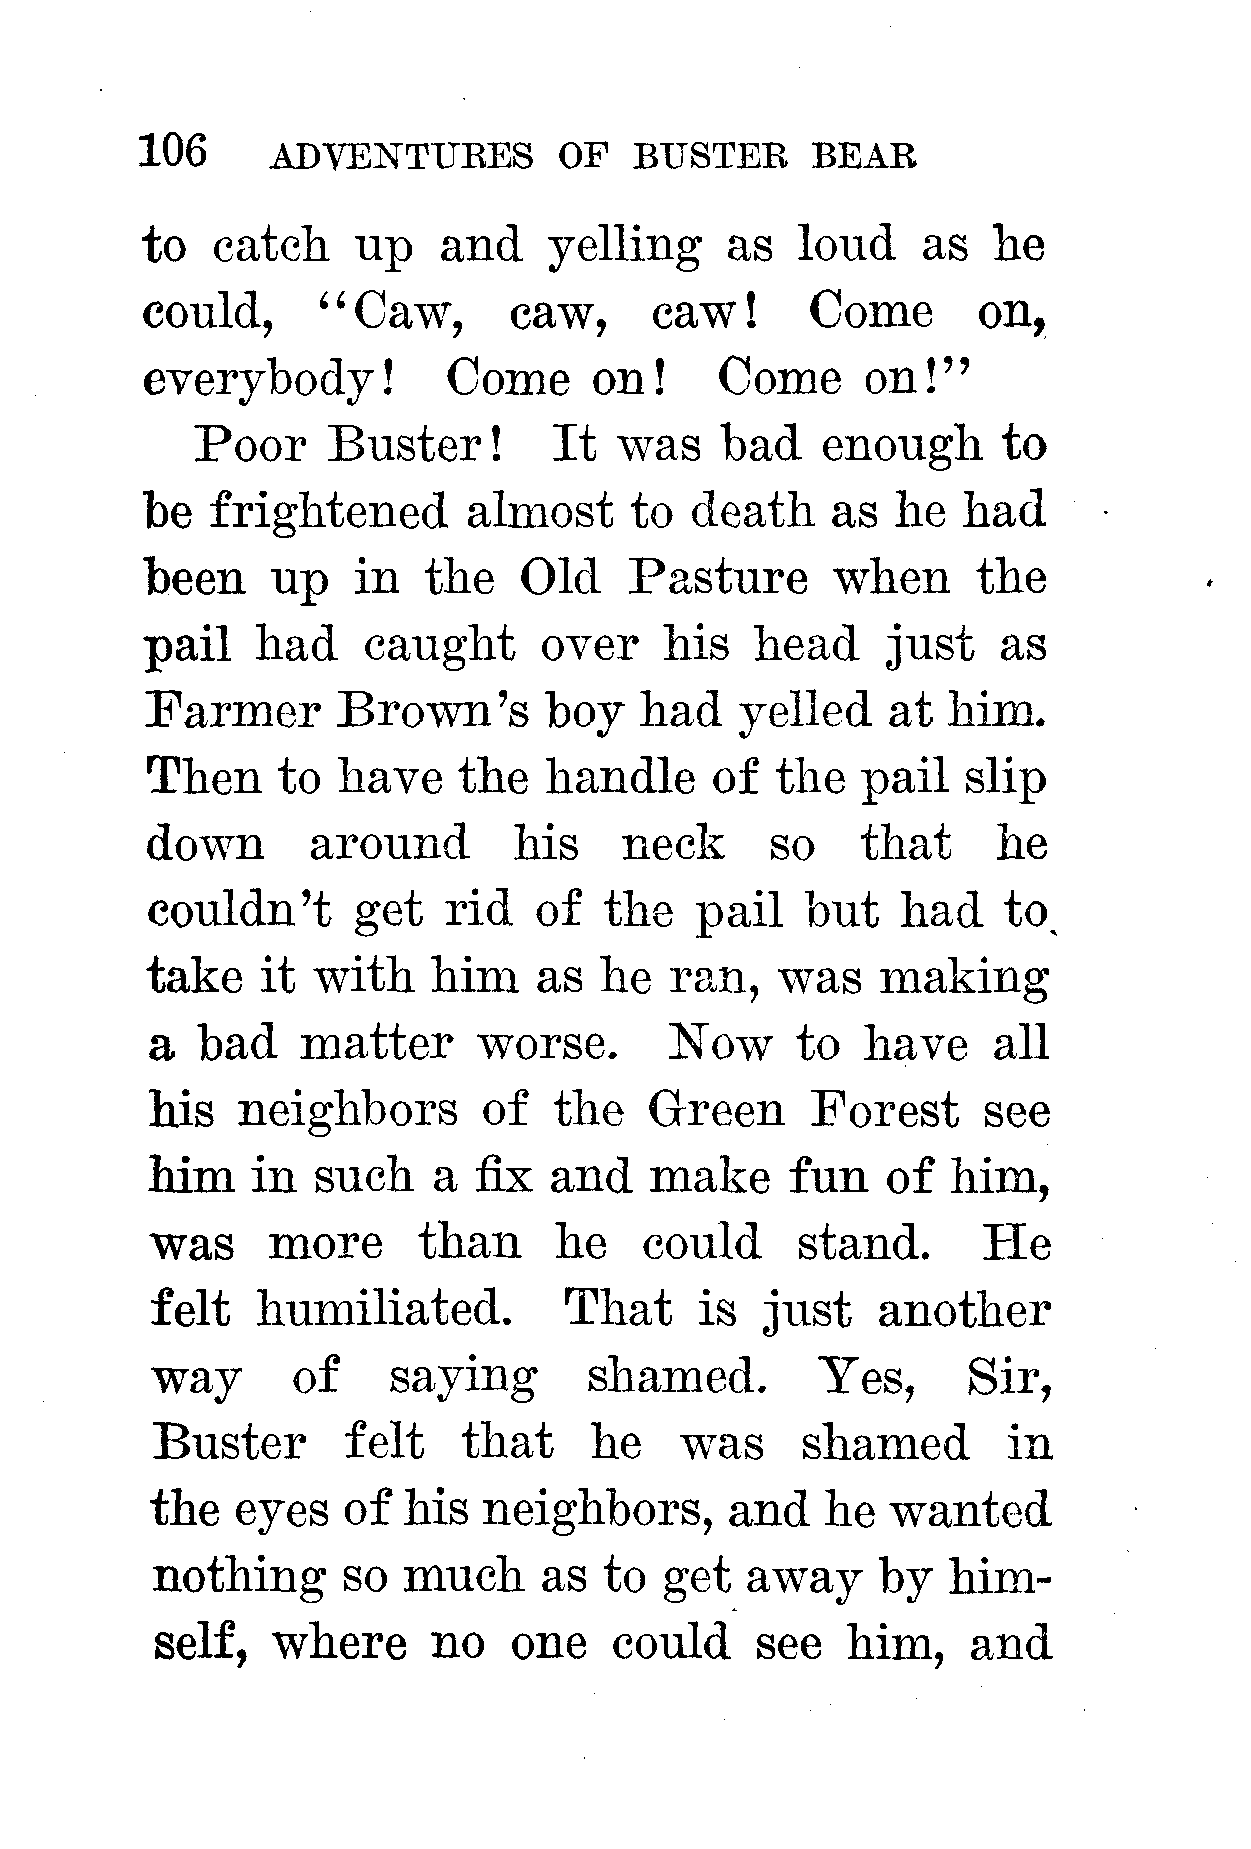 106 ADVENTURES OF BUSTER BEAR
to catch up and yelling as loud as he
could, "Caw, caw, caw! Come on,
everybody! Come on! Come on!"
Poor Buster! It was bad enough to
be frightened almost to death as he had
been up in the Old Pasture when the
pail had caught over his head just as
Farmer Brown's boy had yelled at him.
Then to have the handle of the pail slip
down around his neck so that he
couldn't get rid of the pail but had to
take it with him as he ran, was making
a bad matter worse. Now to have all
his neighbors of the Green Forest see
him in such a fix and make fun of him,
was more than he could stand. He
felt humiliated. That is just another
way of saying shamed. Yes, Sir,
Buster felt that he was shamed in
the eyes of his neighbors, and he wanted
nothing so much as to get away by him-
self, where no one could see him, and